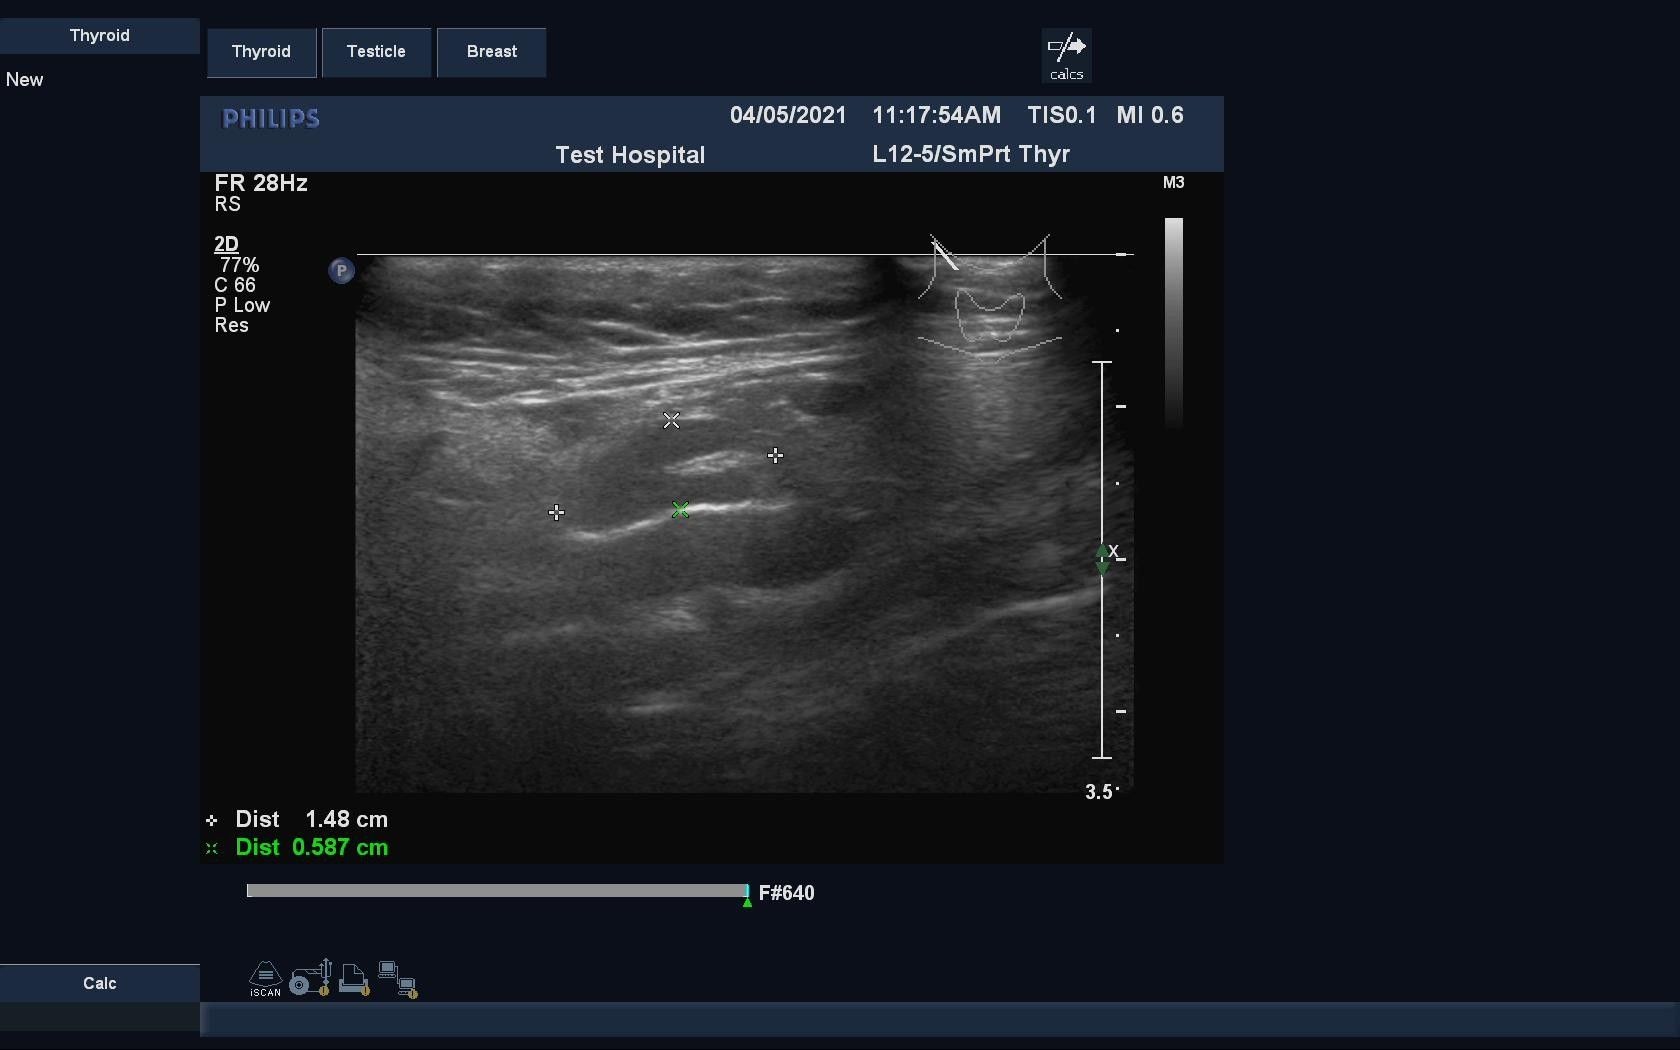 Thyroid
New
Thyroid Testicle Breast
calcs
PHILIPS
04/05/2021 11:17:54AM TIS0.1 MI 0.6
Test Hospital L12-5/SmPrt Thyr
FR 28Hz
RS
M3
2D
77%
C 66
P Low
Res
P
X
3.5
Dist 1.48 cm
Dist 0.587 cm
F#640
iSCAN
Calc